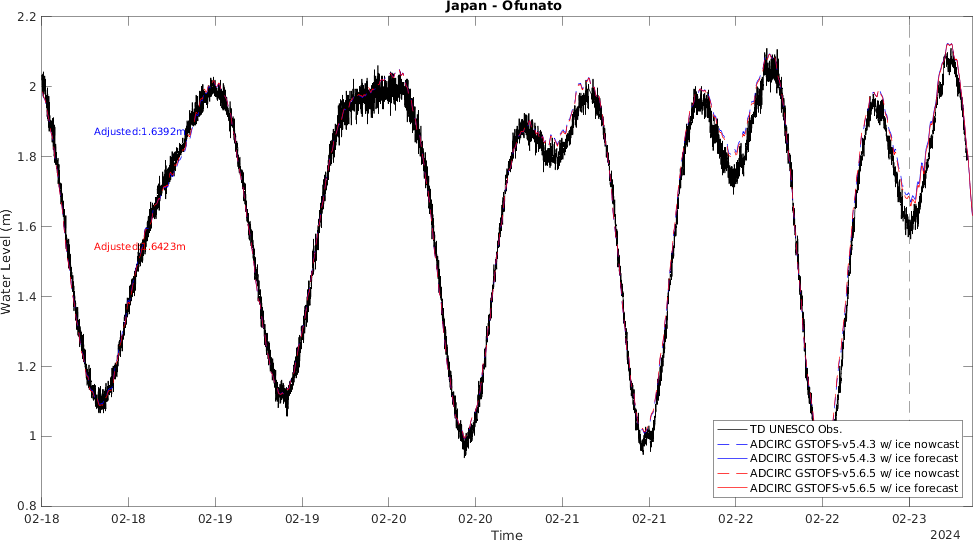 Japan - Ofunato
2.2
2
1.8
1.6
1.4
1.2
1
0.8
Water Level (m)
Adjusted:1.6392m
Adjusted:1.6423m
TD UNESCO Obs.
ADCIRC GSTOFS-v5.4.3 w/ ice nowcast
ADCIRC GSTOFS-v5.4.3 w/ ice forecast
ADCIRC GSTOFS-v5.6.5 w/ ice nowcast
ADCIRC GSTOFS-v5.6.5 w/ ice forecast
02-18 02-18 02-19 02-19 02-20 02-20 02-21 02-21 02-22 02-22 02-23
Time
2024